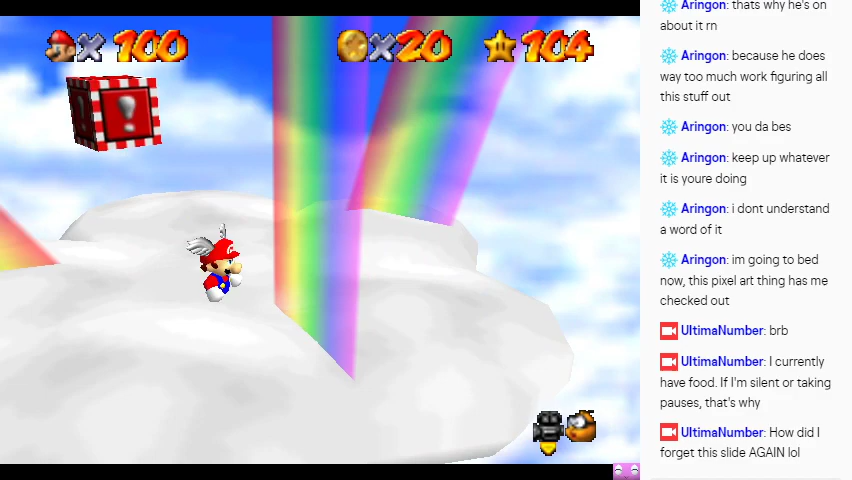 × 100 × 20 104
!
Aringon: thats why he's on
about it rn
Aringon: because he does
way too much work figuring all
this stuff out
Aringon: you da bes
Aringon: keep up whatever
it is youre doing
Aringon: i dont understand
a word of it
Aringon: im going to bed
now, this pixel art thing has me
checked out
UltimaNumber: brb
UltimaNumber: I currently
have food. If I'm silent or taking
pauses, that's why
UltimaNumber: How did I
forget this slide AGAIN lol